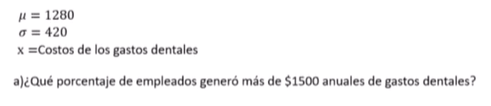 μ = 1280
σ = 420
x =Costos de los gastos dentales
a)¿Qué porcentaje de empleados generó más de $1500 anuales de gastos dentales?